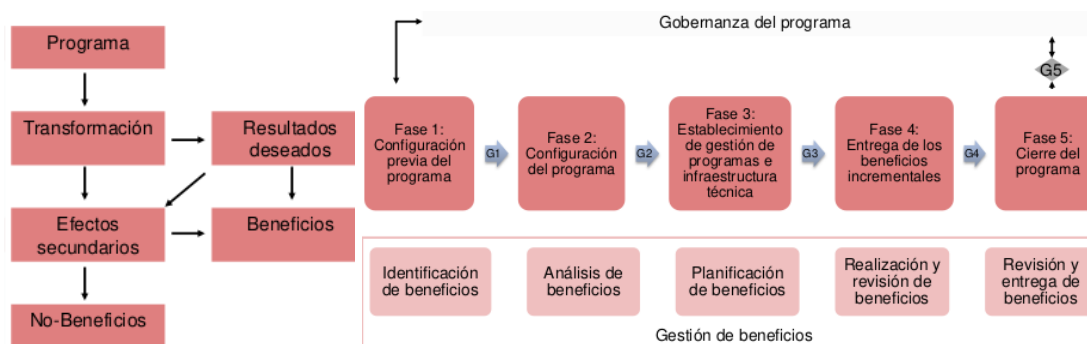 Programa
Transformación
Resultados
deseados
Efectos
secundarios
Beneficios
No-Beneficios
Gobernanza del programa
G5
Fase 1:
Configuración
previa del
programa
G1
Fase 2:
Configuración
del programa
G2
Fase 3:
Establecimiento
de gestión de
programas e
infraestructura
técnica
G3
Fase 4:
Entrega de los
beneficios
incrementales
G4
Fase 5:
Cierre del
programa
Identificación
de beneficios
Análisis de
beneficios
Planificación
de beneficios
Realización y
revisión de
beneficios
Revisión y
entrega de
beneficios
Gestión de beneficios